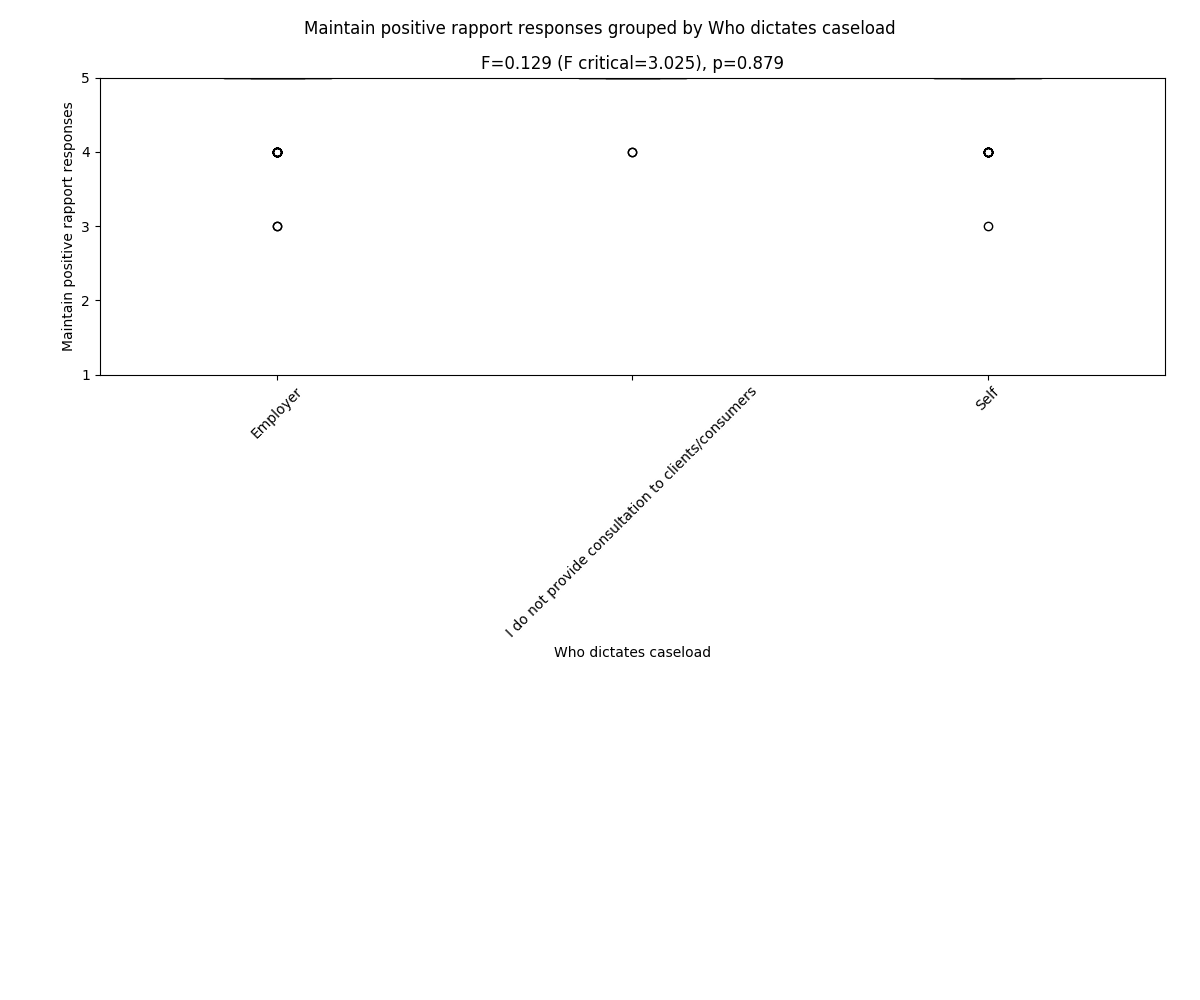 Maintain positive rapport responses grouped by Who dictates caseload
F=0.129 (F critical=3.025), p=0.879
Maintain positive rapport responses
5
4
3
2
1
Employer
I do not provide consultation to clients/consumers
Self
Who dictates caseload